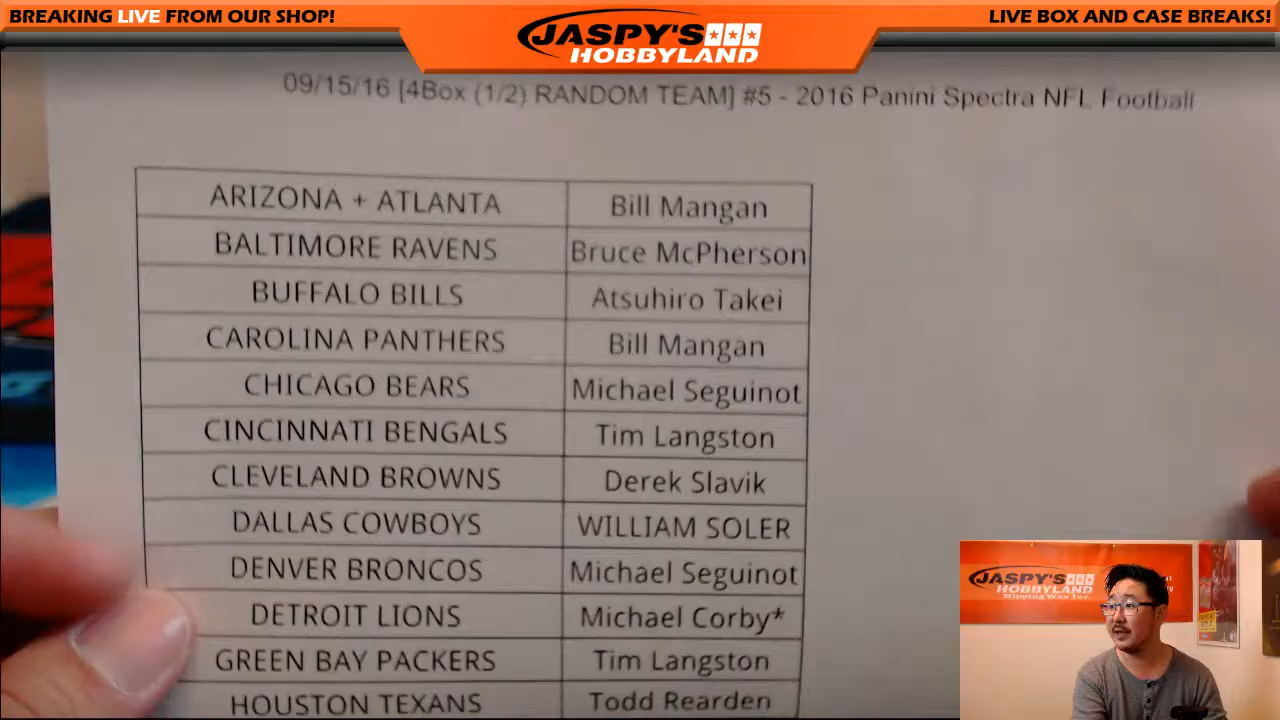 BREAKING LIVE FROM OUR SHOP!
JASPY'S
HOBBYLAND
LIVE BOX AND CASE BREAKS!
09/15/16 [4Box (1/2) RANDOM TEAM] #5 - 2016 Panini Spectra NFL Football
ARIZONA + ATLANTA Bill Mangan
BALTIMORE RAVENS Bruce McPherson
BUFFALO BILLS Atsuhiro Takei
CAROLINA PANTHERS Bill Mangan
CHICAGO BEARS Michael Seguinot
CINCINNATI BENGALS Tim Langston
CLEVELAND BROWNS Derek Slavik
DALLAS COWBOYS WILLIAM SOLER
DENVER BRONCOS Michael Seguinot
DETROIT LIONS Michael Corby*
GREEN BAY PACKERS Tim Langston
HOUSTON TEXANS Todd Rearden
JASPY'S
HOBBYLAND
Ripping Wax Inc.